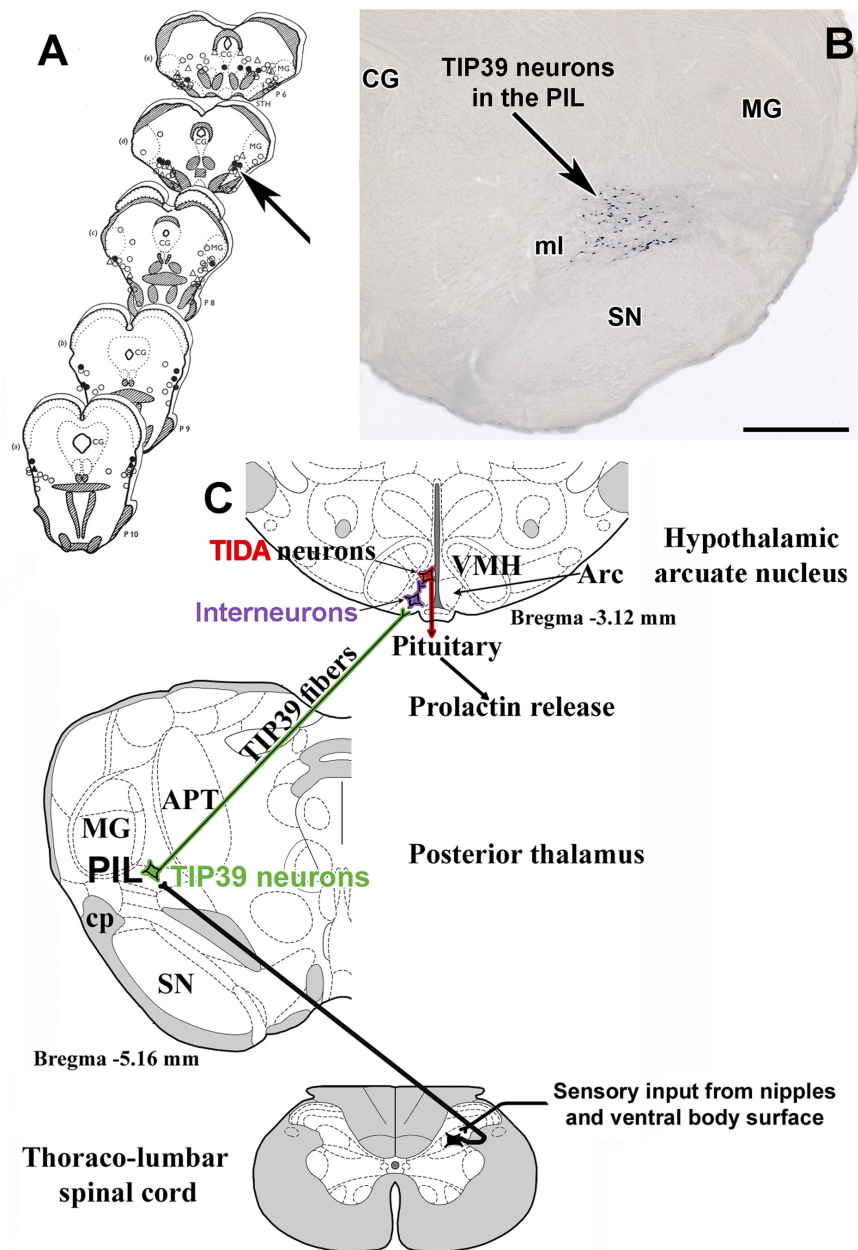 A
(e)
CG
MG
P 6
STH
(d)
CG
MG
(c)
CG
MG
P 8
(b)
CG
P 9
(a)
CG
P 10
B
CG
TIP39 neurons
in the PIL
MG
ml
SN
C
TIDA neurons
VMH
Arc
Hypothalamic
arcuate nucleus
Interneurons
Bregma -3.12 mm
Pituitary
TIP39 fibers
Prolactin release
APT
MG
PIL
TIP39 neurons
Posterior thalamus
cp
SN
Bregma -5.16 mm
Sensory input from nipples
and ventral body surface
Thoraco-lumbar
spinal cord